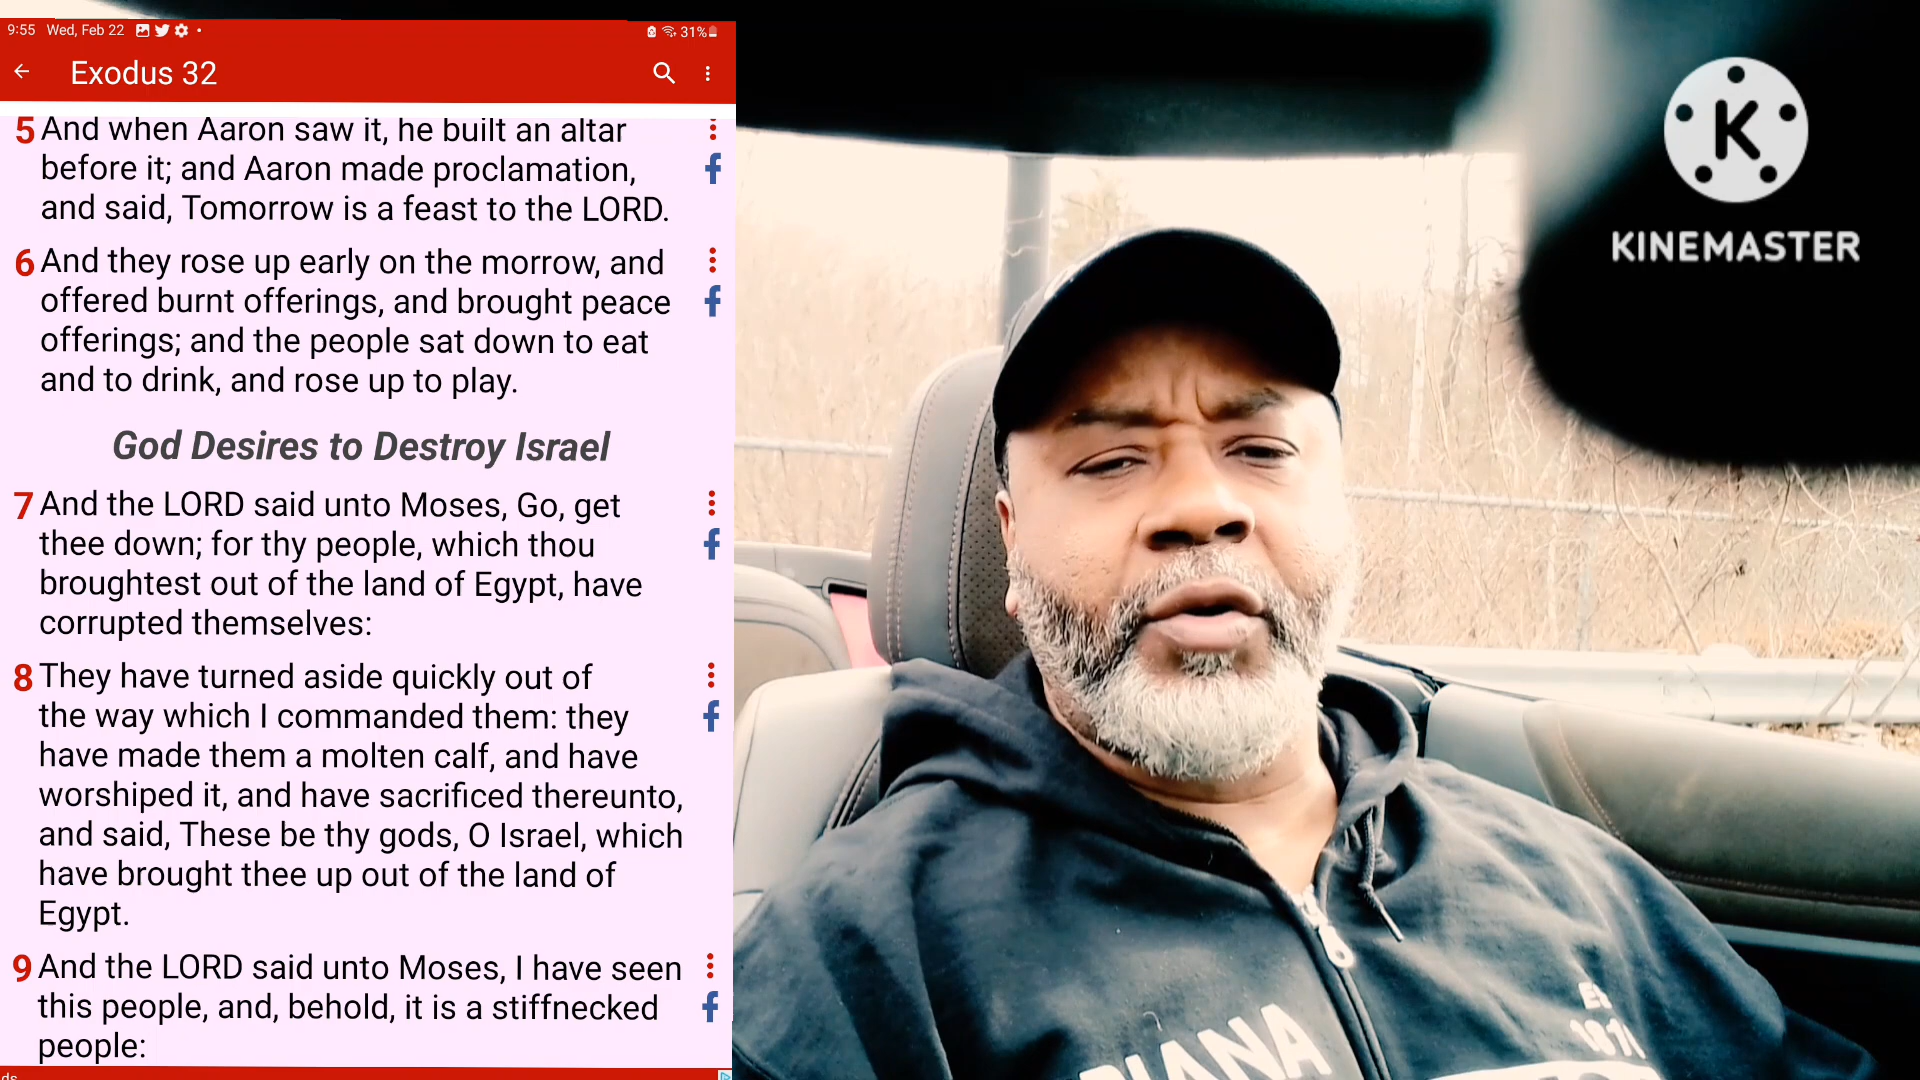 9:55 Wed, Feb 22
31%
Exodus 32
5 And when Aaron saw it, he built an altar
before it; and Aaron made proclamation,
and said, Tomorrow is a feast to the LORD.
6 And they rose up early on the morrow, and
offered burnt offerings, and brought peace
offerings; and the people sat down to eat
and to drink, and rose up to play.
God Desires to Destroy Israel
7 And the LORD said unto Moses, Go, get
thee down; for thy people, which thou
broughtest out of the land of Egypt, have
corrupted themselves:
8 They have turned aside quickly out of
the way which I commanded them: they
have made them a molten calf, and have
worshiped it, and have sacrificed thereunto,
and said, These be thy gods, O Israel, which
have brought thee up out of the land of
Egypt.
9 And the LORD said unto Moses, I have seen
this people, and, behold, it is a stiffnecked
people:
K
KINEMASTER